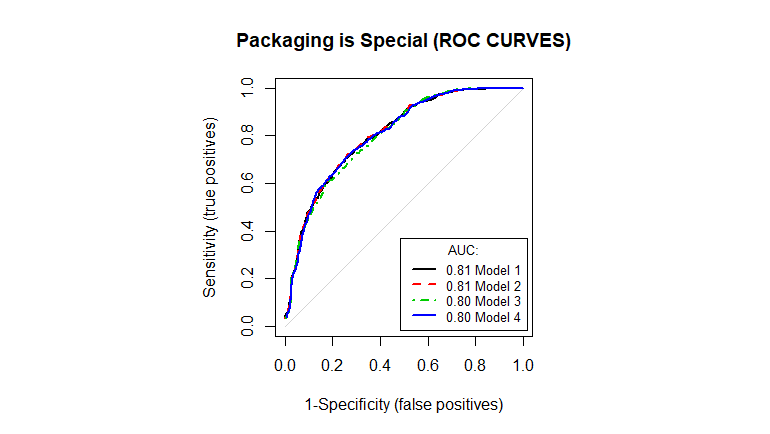 Packaging is Special (ROC CURVES)
Sensitivity (true positives)
1.0
0.8
0.6
0.4
0.2
0.0
AUC:
0.81 Model 1
0.81 Model 2
0.80 Model 3
0.80 Model 4
0.0 0.2 0.4 0.6 0.8 1.0
1-Specificity (false positives)